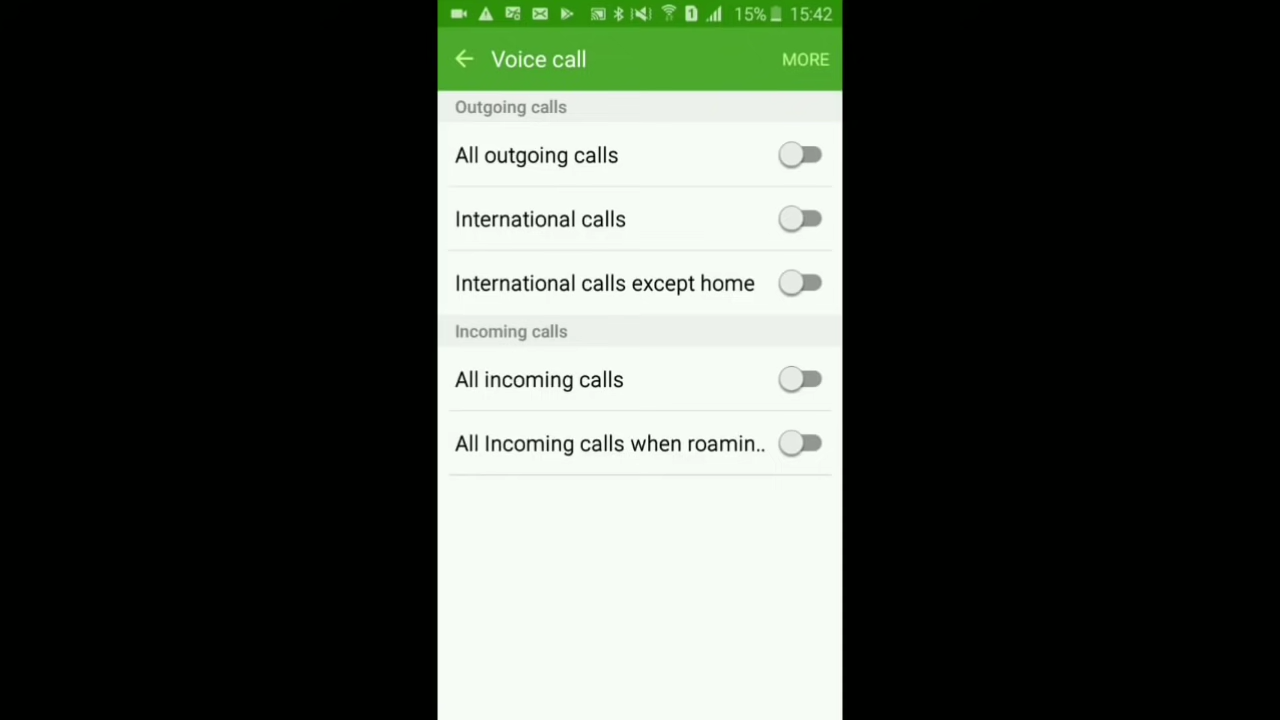 15% 15:42
Voice call MORE
Outgoing calls
All outgoing calls
International calls
International calls except home
Incoming calls
All incoming calls
All Incoming calls when roamin..